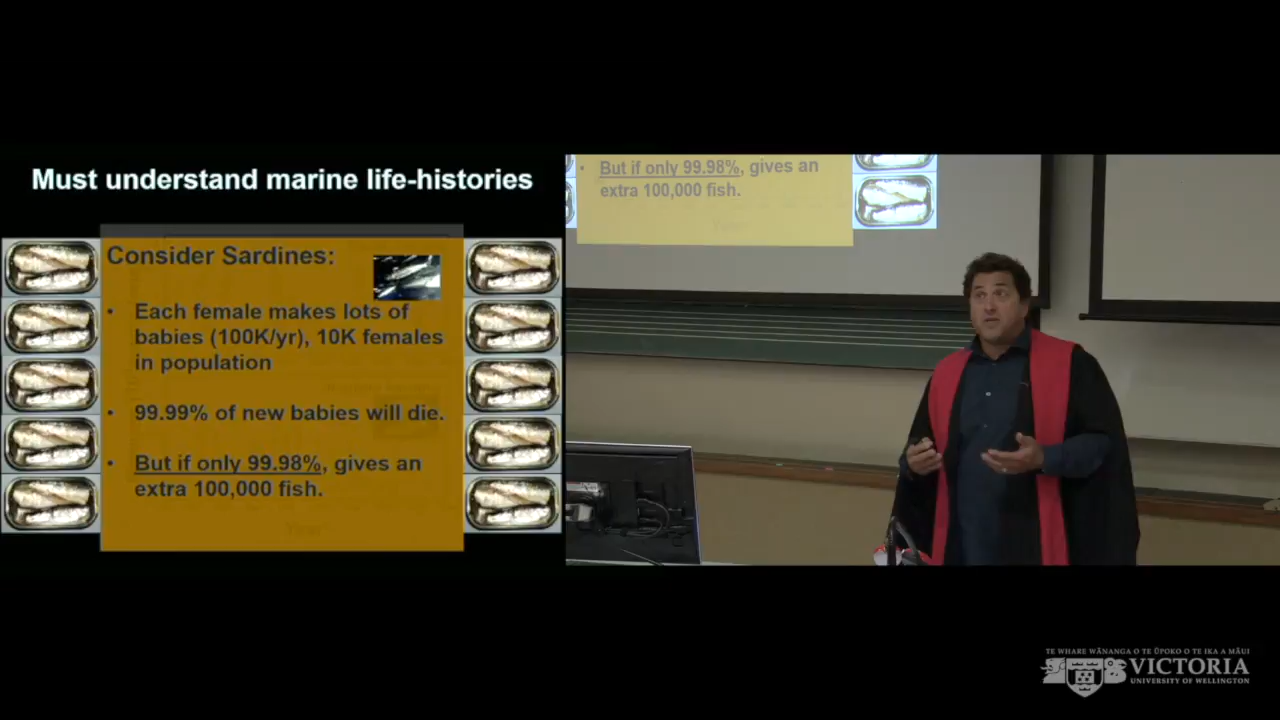 Must understand marine life-histories
Consider Sardines:
• Each female makes lots of
babies (100K/yr), 10K females
in population
• 99.99% of new babies will die.
• But if only 99.98%, gives an
extra 100,000 fish.
• But if only 99.98%, gives an
extra 100,000 fish.
TE WHARE WĀNANGA O TE ŪPOKO O TE IKA A MĀUI
VICTORIA
UNIVERSITY OF WELLINGTON